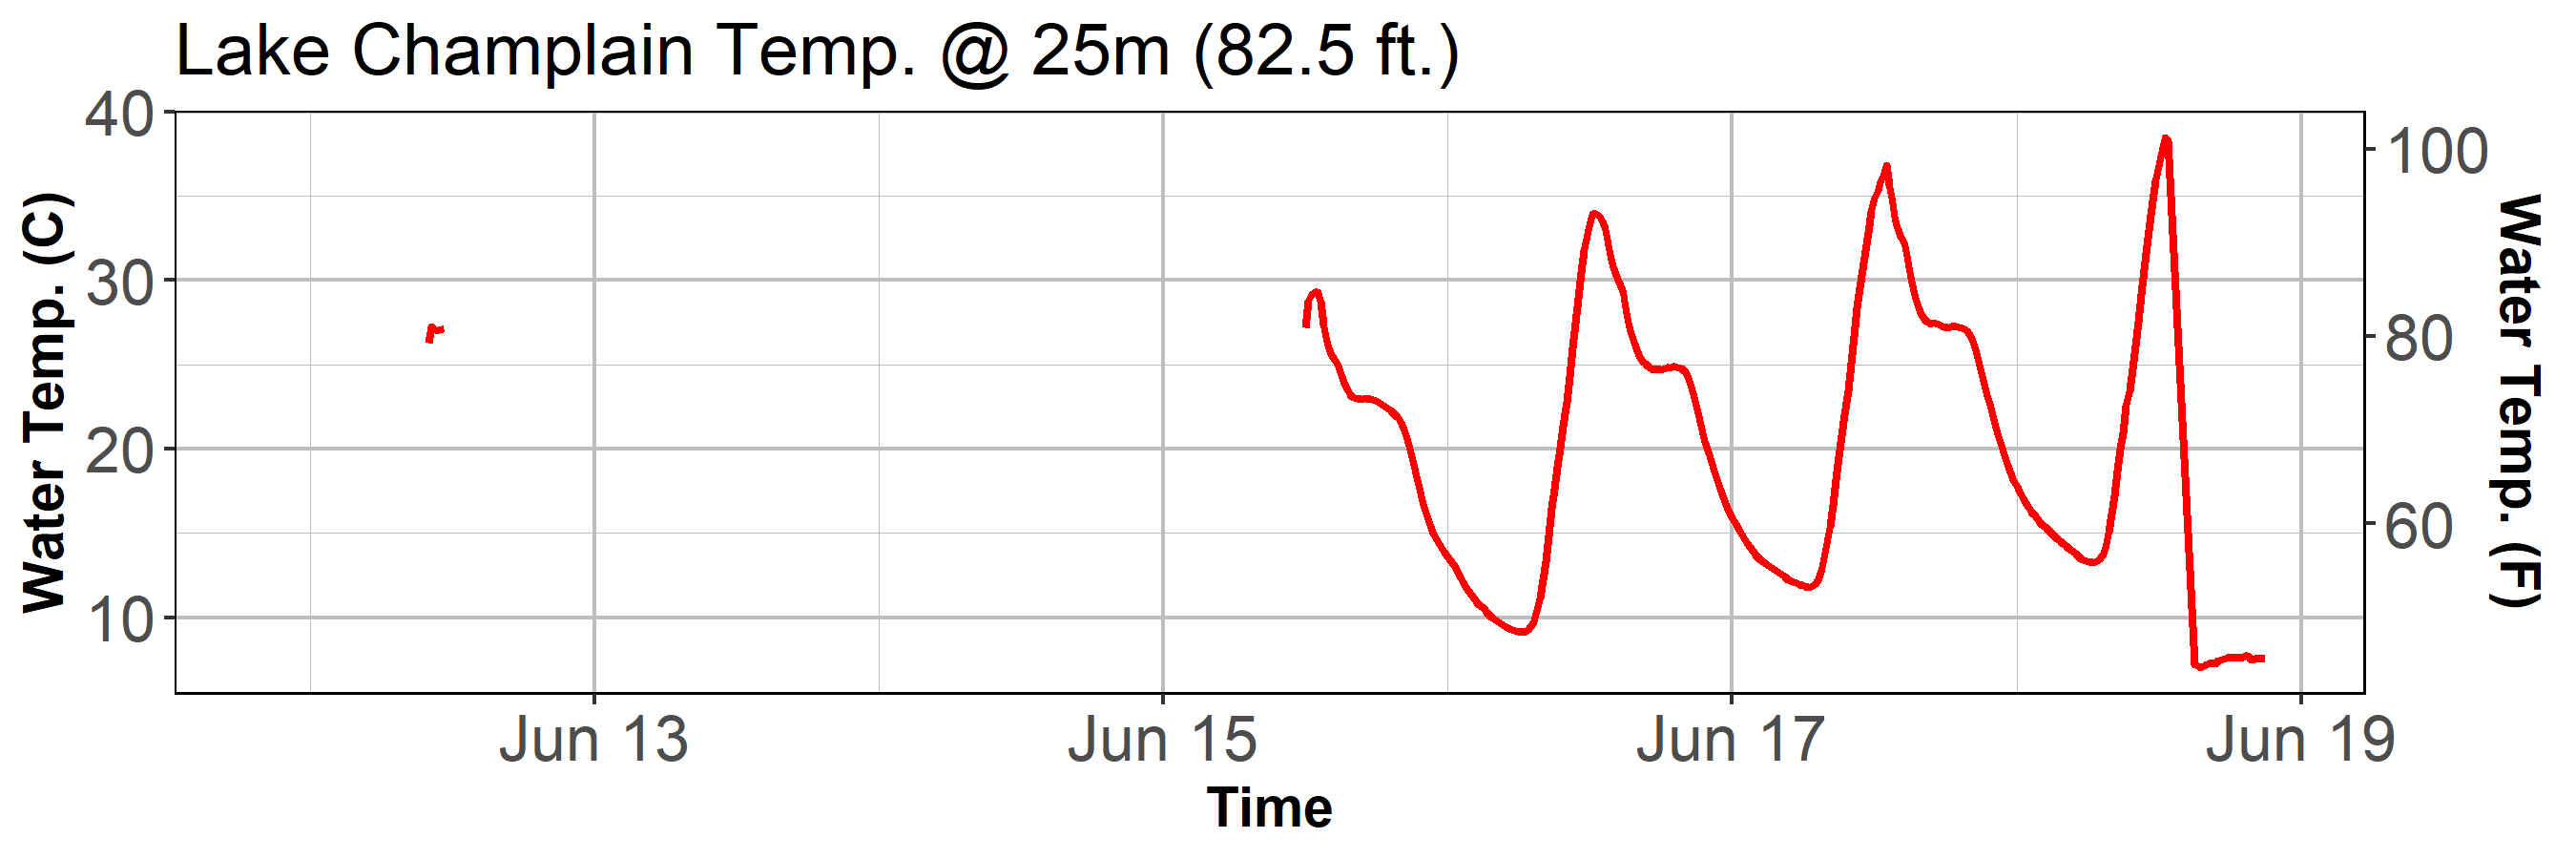 Lake Champlain Temp. @ 25m (82.5 ft.)
40
30
20
10
Water Temp. (C)
100
80
60
Water Temp. (F)
Jun 13
Jun 15
Jun 17
Jun 19
Time